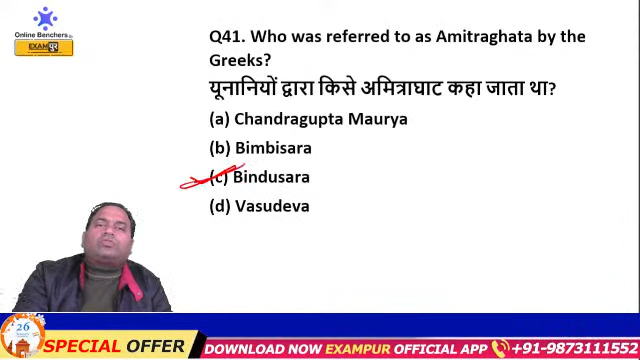 Online Benchers
EXAMपुर
Q41. Who was referred to as Amitraghata by the
Greeks?
यूनानियों द्वारा किसे अमित्राघाट कहा जाता था?
(a) Chandragupta Maurya
(b) Bimbisara
(c) Bindusara
(d) Vasudeva
26
SPECIAL OFFER
DOWNLOAD NOW EXAMPUR OFFICIAL APP
+91-9873111552